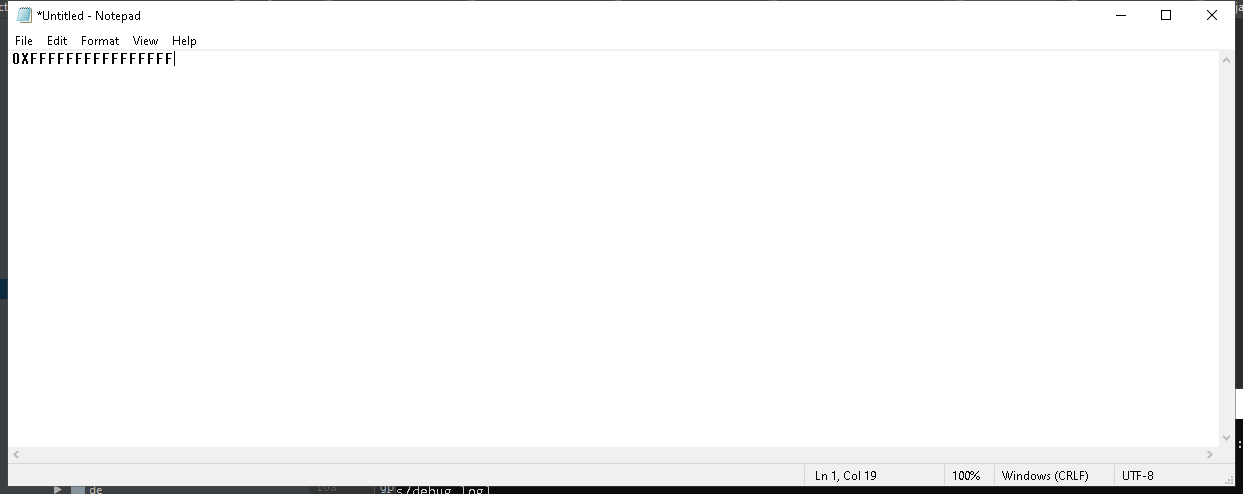 *Untitled - Notepad
File Edit Format View Help
0XFFFFFFFFFFFFFFFF
Ln 1, Col 19 100% Windows (CRLF) UTF-8
de
s/debug.log